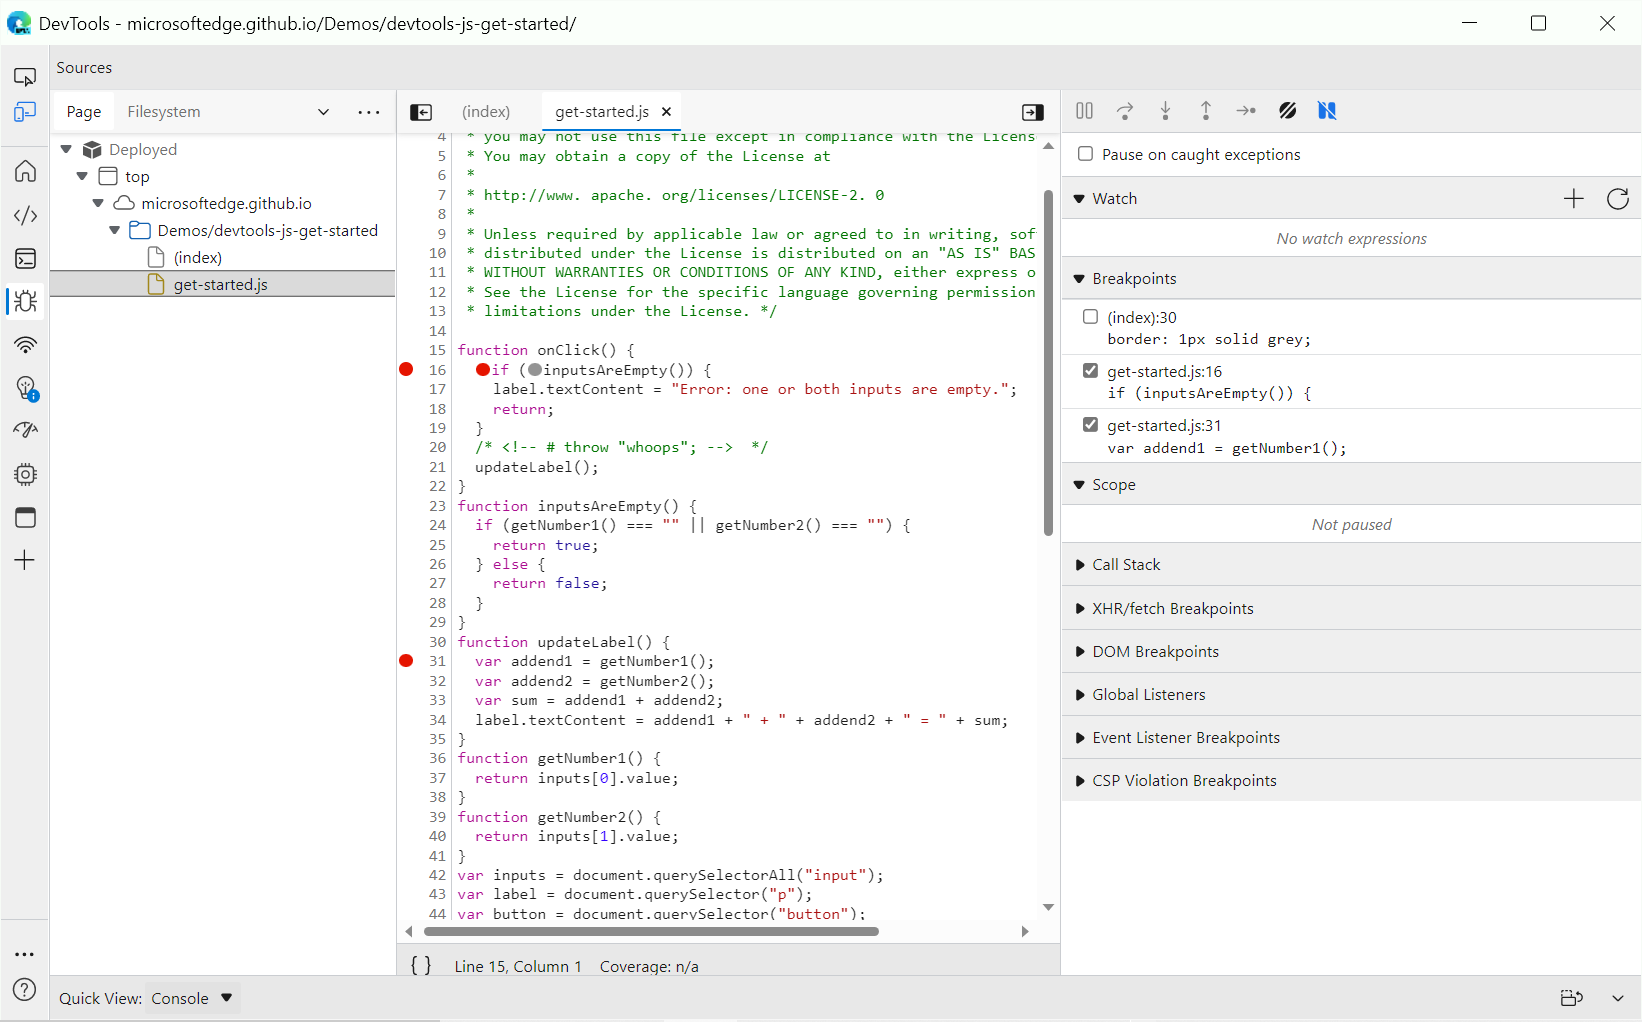 DevTools - microsoftedge.github.io/Demos/devtools-js-get-started/
Sources
Page
Filesystem
Deployed
top
microsoftedge.github.io
Demos/devtools-js-get-started
(index)
get-started.js
(index)
get-started.js
4 * you may not use this file except in compliance with the Licens
5 * You may obtain a copy of the License at
6 *
7 * http://www. apache. org/licenses/LICENSE-2. 0
8 *
9 * Unless required by applicable law or agreed to in writing, sof
10 * distributed under the License is distributed on an "AS IS" BAS
11 * WITHOUT WARRANTIES OR CONDITIONS OF ANY KIND, either express o
12 * See the License for the specific language governing permission
13 * limitations under the License. */
14
15 function onClick() {
16 if (inputsAreEmpty()) {
17 label.textContent = "Error: one or both inputs are empty.";
18 return;
19 }
20 /* <!-- # throw "whoops"; --> */
21 updateLabel();
22 }
23 function inputsAreEmpty() {
24 if (getNumber1() === "" || getNumber2() === "") {
25 return true;
26 } else {
27 return false;
28 }
29 }
30 function updateLabel() {
31 var addend1 = getNumber1();
32 var addend2 = getNumber2();
33 var sum = addend1 + addend2;
34 label.textContent = addend1 + " + " + addend2 + " = " + sum;
35 }
36 function getNumber1() {
37 return inputs[0].value;
38 }
39 function getNumber2() {
40 return inputs[1].value;
41 }
42 var inputs = document.querySelectorAll("input");
43 var label = document.querySelector("p");
44 var button = document.querySelector("button");
{ } Line 15, Column 1 Coverage: n/a
Pause on caught exceptions
Watch
No watch expressions
Breakpoints
(index):30
border: 1px solid grey;
get-started.js:16
if (inputsAreEmpty()) {
get-started.js:31
var addend1 = getNumber1();
Scope
Not paused
Call Stack
XHR/fetch Breakpoints
DOM Breakpoints
Global Listeners
Event Listener Breakpoints
CSP Violation Breakpoints
Quick View: Console